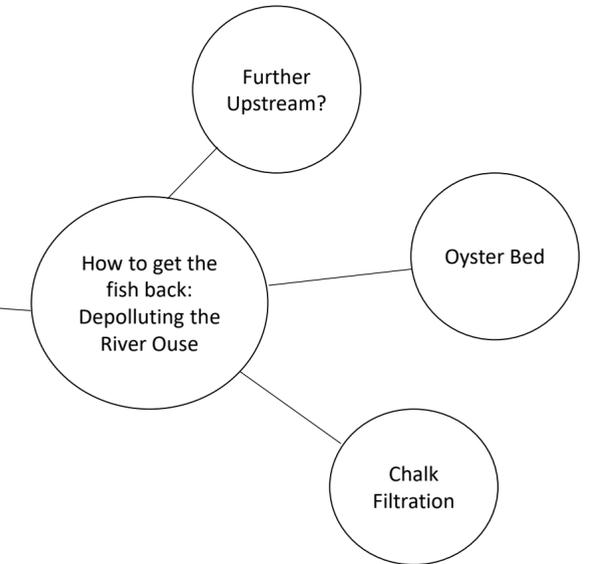 Further
Upstream?
Oyster Bed
How to get the
fish back:
Depolluting the
River Ouse
Chalk
Filtration